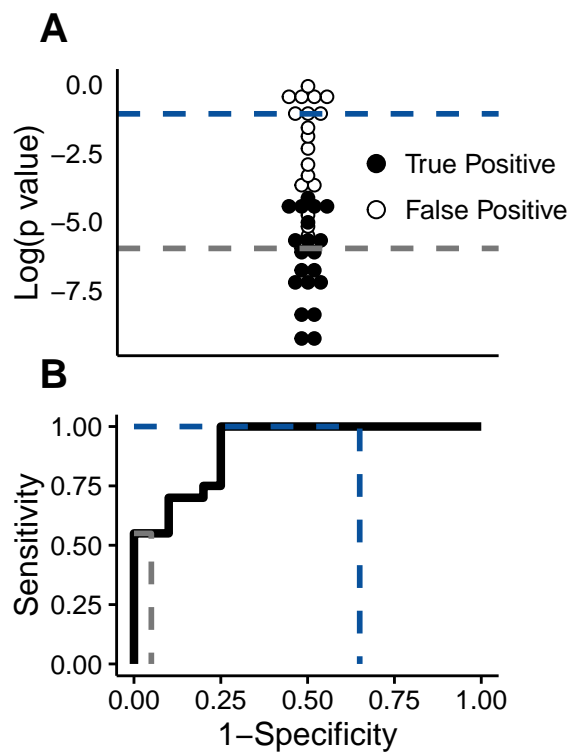 A
Log(p value)
0.0
−2.5
−5.0
−7.5
True Positive
False Positive
B
Sensitivity
1.00
0.75
0.50
0.25
0.00
0.00 0.25 0.50 0.75 1.00
1−Specificity